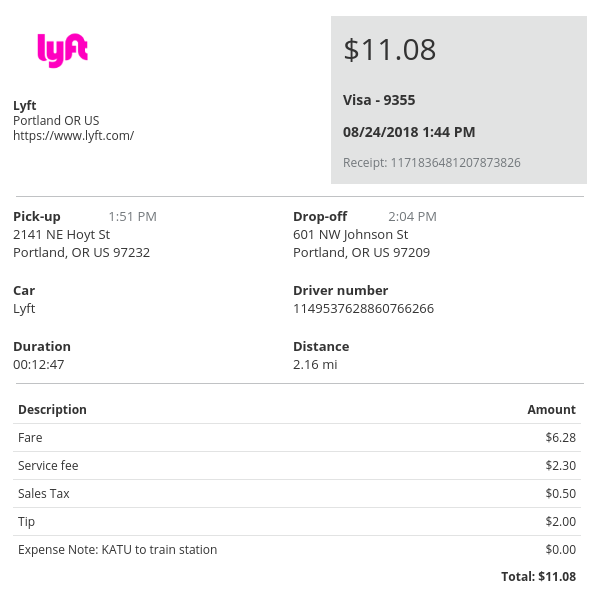 lyft
$11.08
Visa - 9355
08/24/2018 1:44 PM
Receipt: 1171836481207873826
Lyft
Portland OR US
https://www.lyft.com/
Pick-up 1:51 PM
2141 NE Hoyt St
Portland, OR US 97232
Drop-off 2:04 PM
601 NW Johnson St
Portland, OR US 97209
Car
Lyft
Driver number
1149537628860766266
Duration
00:12:47
Distance
2.16 mi
Description Amount
Fare $6.28
Service fee $2.30
Sales Tax $0.50
Tip $2.00
Expense Note: KATU to train station $0.00
Total: $11.08